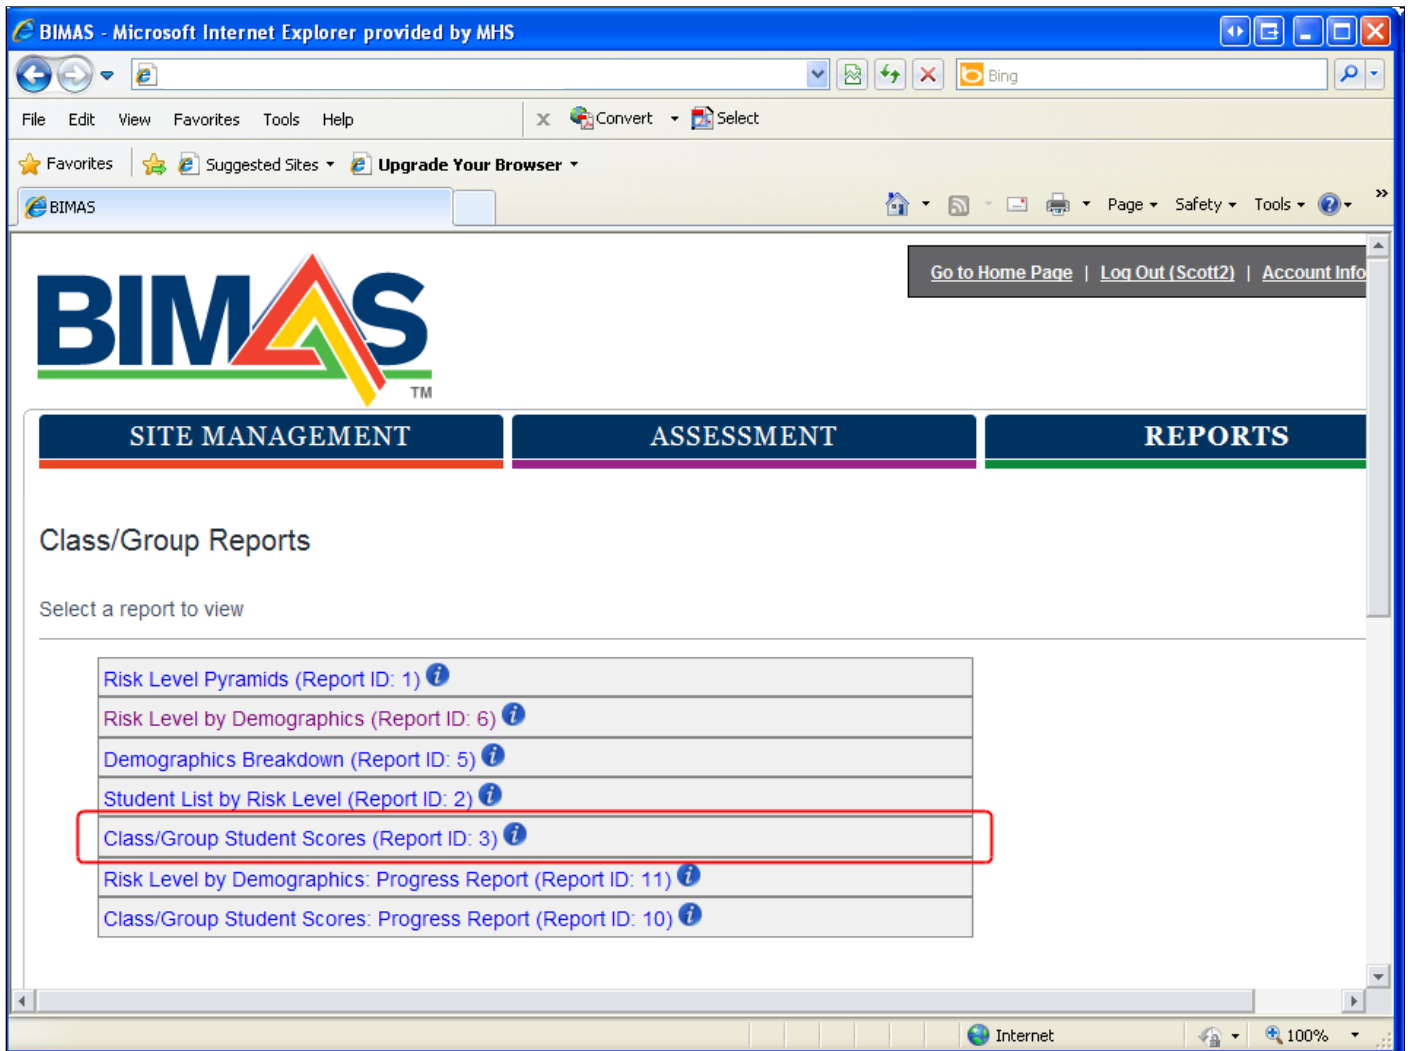 BIMAS - Microsoft Internet Explorer provided by MHS
Bing
File Edit View Favorites Tools Help x Convert Select
Favorites Suggested Sites Upgrade Your Browser
BIMAS Page Safety Tools »
Go to Home Page | Log Out (Scott2) | Account Info
BIMAS
TM
SITE MANAGEMENT ASSESSMENT REPORTS
Class/Group Reports
Select a report to view
Risk Level Pyramids (Report ID: 1) i
Risk Level by Demographics (Report ID: 6) i
Demographics Breakdown (Report ID: 5) i
Student List by Risk Level (Report ID: 2) i
Class/Group Student Scores (Report ID: 3) i
Risk Level by Demographics: Progress Report (Report ID: 11) i
Class/Group Student Scores: Progress Report (Report ID: 10) i
Internet 100%